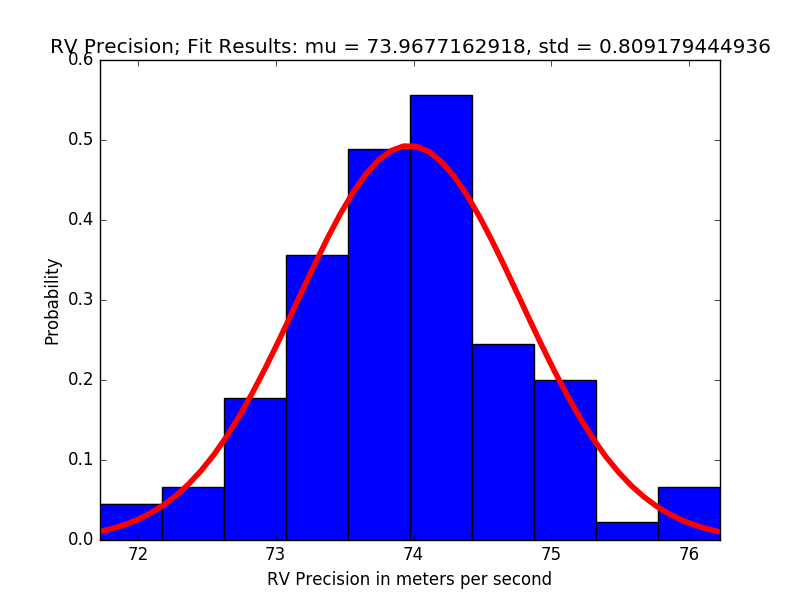 RV Precision; Fit Results: mu = 73.9677162918, std = 0.809179444936
0.6
0.5
0.4
0.3
0.2
0.1
0.0
Probability
72 73 74 75 76
RV Precision in meters per second